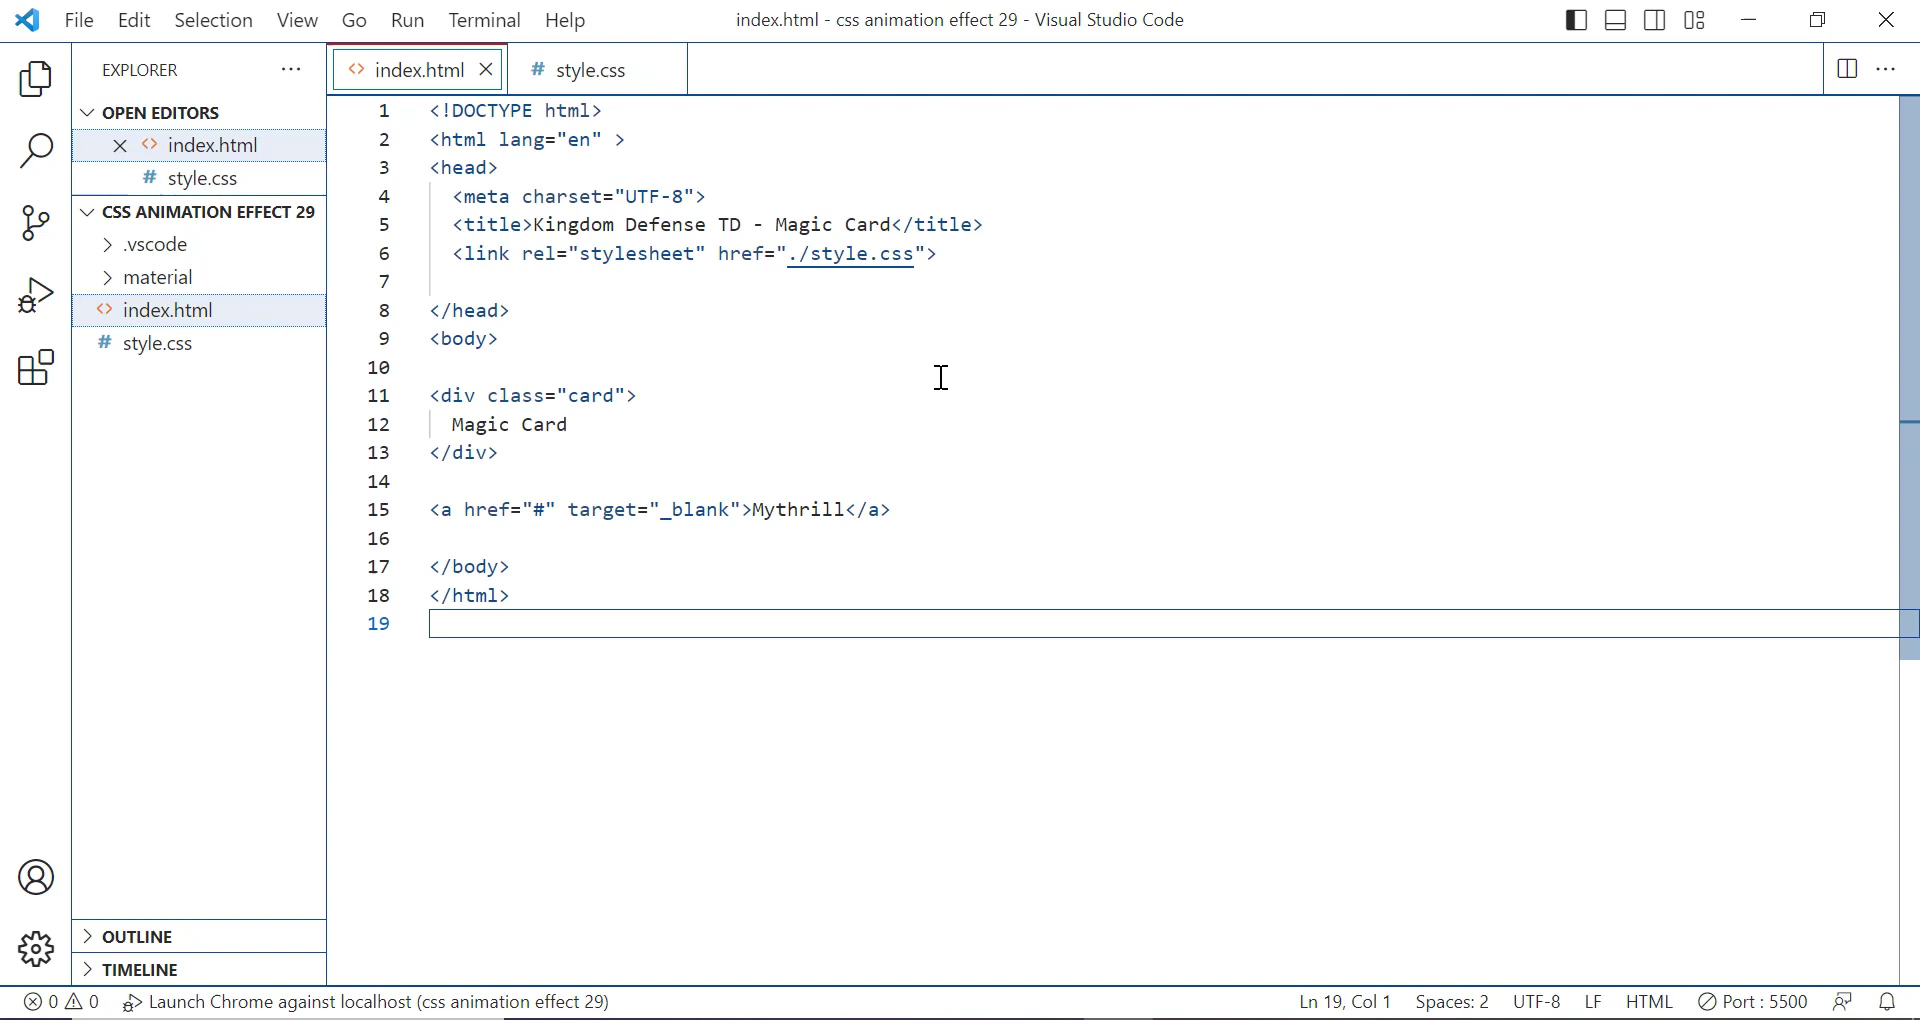 File Edit Selection View Go Run Terminal Help
index.html - css animation effect 29 - Visual Studio Code
EXPLORER
OPEN EDITORS
index.html
style.css
CSS ANIMATION EFFECT 29
.vscode
material
index.html
style.css
OUTLINE
TIMELINE
index.html
style.css
1 <!DOCTYPE html>
2 <html lang="en" >
3 <head>
4 <meta charset="UTF-8">
5 <title>Kingdom Defense TD - Magic Card</title>
6 <link rel="stylesheet" href="./style.css">
7
8 </head>
9 <body>
10
11 <div class="card">
12 Magic Card
13 </div>
14
15 <a href="#" target="_blank">Mythrill</a>
16
17 </body>
18 </html>
19
0 0 Launch Chrome against localhost (css animation effect 29)
Ln 19, Col 1 Spaces: 2 UTF-8 LF HTML Port : 5500